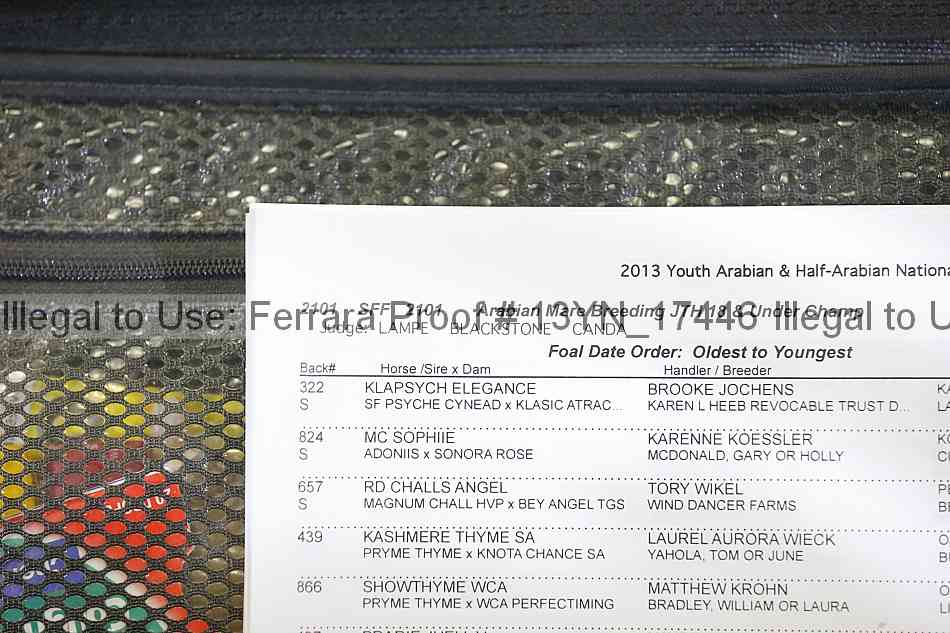 2013 Youth Arabian & Half-Arabian Nationa
2101 SFF 2101 Arabian Mare Breeding JTH 18 & Under Champ
Illegal to Use: Ferrara Proof # 13YN_17446 Illegal to U
Judge: LAMPE BLACKSTONE CANDA
Foal Date Order: Oldest to Youngest
Back# Horse /Sire x Dam Handler / Breeder
322 KLAPSYCH ELEGANCE BROOKE JOCHENS KA
S SF PSYCHE CYNEAD x KLASIC ATRAC... KAREN L HEEB REVOCABLE TRUST D... LA
824 MC SOPHIIE KARENNE KOESSLER
S ADONIIS x SONORA ROSE MCDONALD, GARY OR HOLLY
657 RD CHALLS ANGEL TORY WIKEL
S MAGNUM CHALL HVP x BEY ANGEL TGS WIND DANCER FARMS
439 KASHMERE THYME SA LAUREL AURORA WIECK
PRYME THYME x KNOTA CHANCE SA YAHOLA, TOM OR JUNE
866 SHOWTHYME WCA MATTHEW KROHN
PRYME THYME x WCA PERFECTIMING BRADLEY, WILLIAM OR LAURA